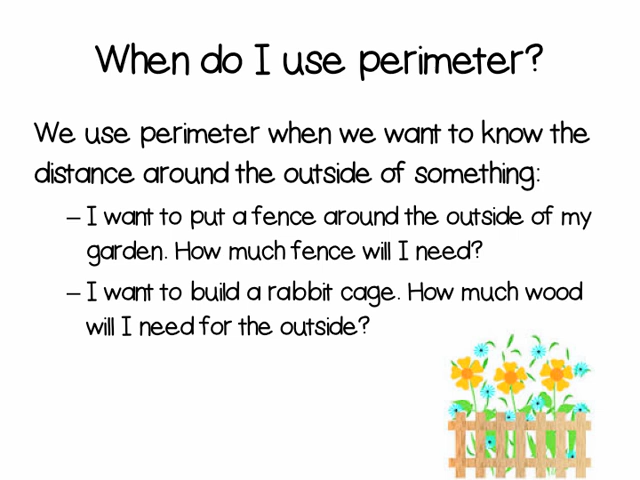 When do I use perimeter?
We use perimeter when we want to know the
distance around the outside of something:
– I want to put a fence around the outside of my
garden. How much fence will I need?
– I want to build a rabbit cage. How much wood
will I need for the outside?